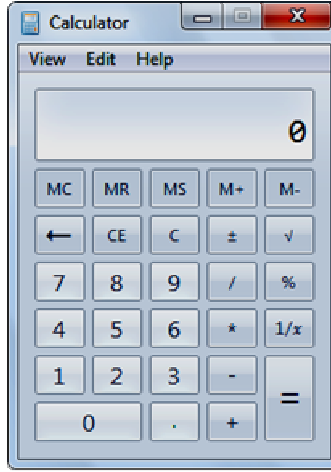 Calculator
View Edit Help
0
MC MR MS M+ M-
← CE C ± √
7 8 9 / %
4 5 6 * 1/x
1 2 3 -
=
0 . +